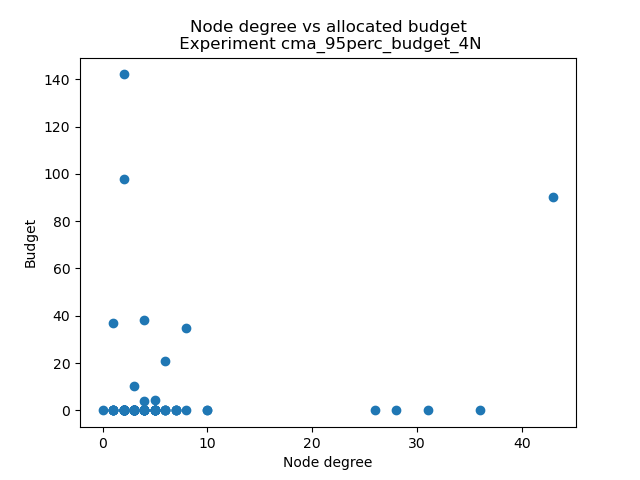 Node degree vs allocated budget
Experiment cma_95perc_budget_4N
140
120
100
80
60
40
20
0
Budget
0 10 20 30 40
Node degree